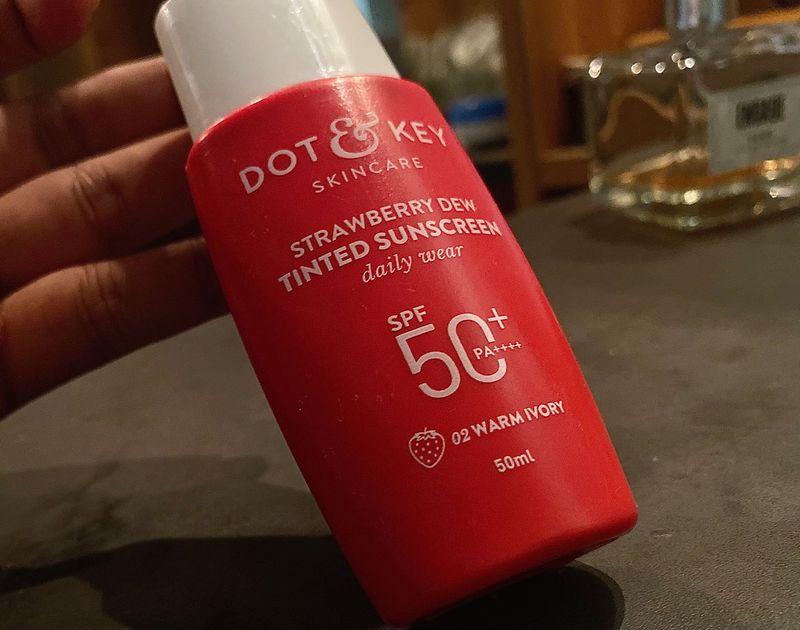 DOT & KEY
SKINCARE
STRAWBERRY DEW
TINTED SUNSCREEN
daily wear
SPF
50+
PA++++
02 WARM IVORY
50ml